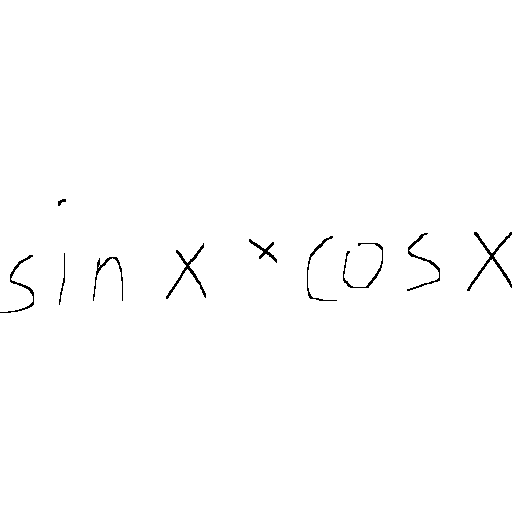 sin x × cos x